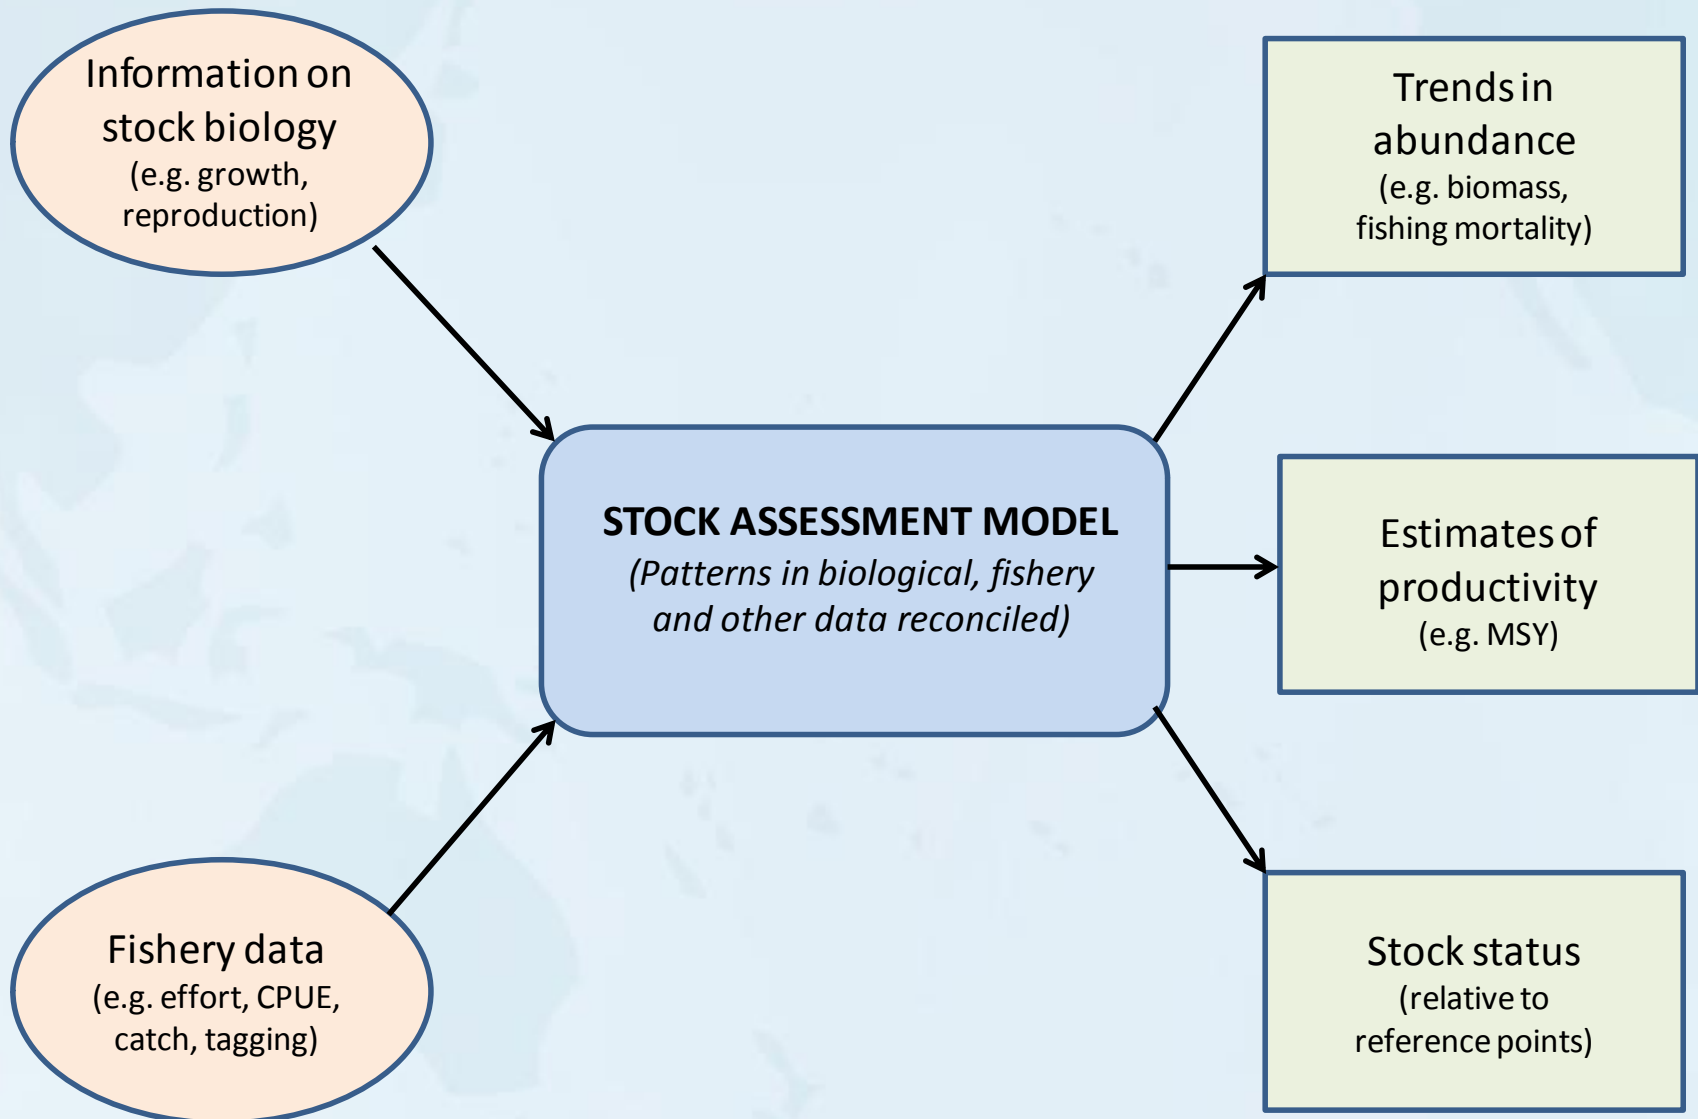 Information on
stock biology
(e.g. growth,
reproduction)
Fishery data
(e.g. effort, CPUE,
catch, tagging)
STOCK ASSESSMENT MODEL
(Patterns in biological, fishery
and other data reconciled)
Trends in
abundance
(e.g. biomass,
fishing mortality)
Estimates of
productivity
(e.g. MSY)
Stock status
(relative to
reference points)